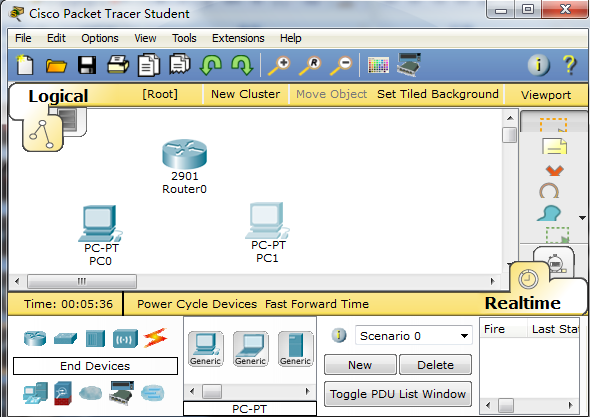 Cisco Packet Tracer Student
File Edit Options View Tools Extensions Help
Logical [Root] New Cluster Move Object Set Tiled Background Viewport
2901
Router0
PC-PT
PC0
PC-PT
PC1
Time: 00:05:36 Power Cycle Devices Fast Forward Time Realtime
Scenario 0
Fire Last Stat
Generic Generic Generic
End Devices
New Delete
Toggle PDU List Window
PC-PT